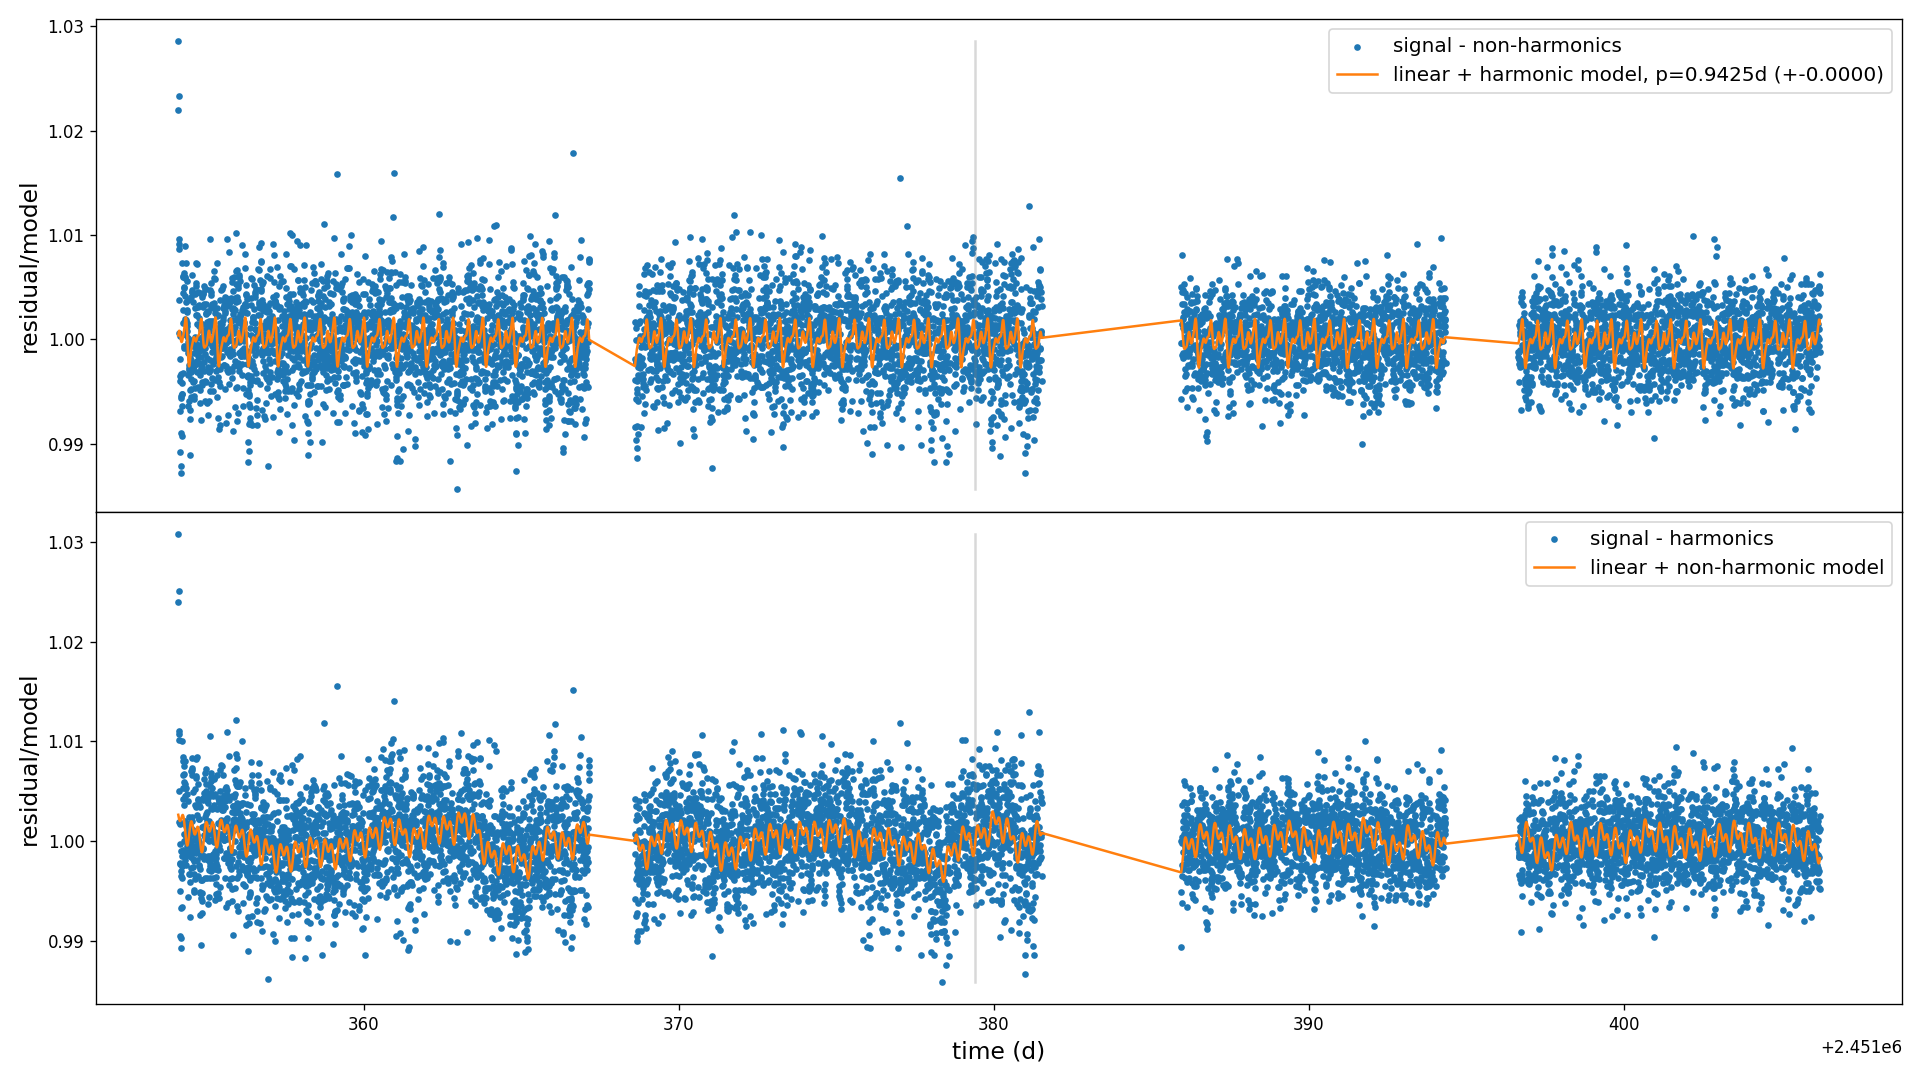 1.03
1.02
1.01
1.00
0.99
residual/model
signal - non-harmonics
linear + harmonic model, p=0.9425d (+-0.0000)
1.03
1.02
1.01
1.00
0.99
residual/model
signal - harmonics
linear + non-harmonic model
360
370
380
390
400
time (d)
+2.451e6